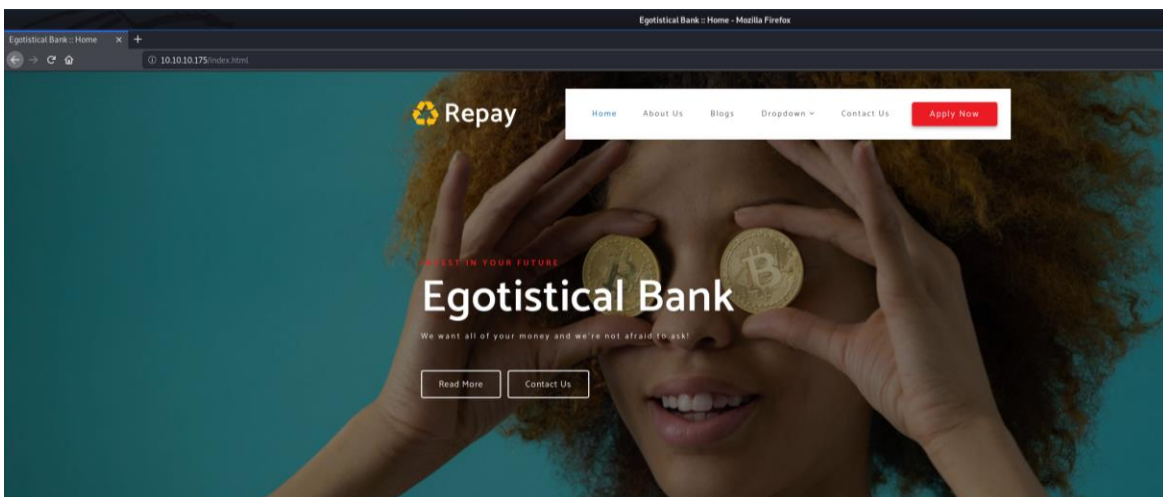 Egotistical Bank :: Home - Mozilla Firefox
Egotistical Bank :: Home × +
10.10.10.175/index.html
Repay
Home About Us Blogs Dropdown Contact Us Apply Now
INVEST IN YOUR FUTURE
Egotistical Bank
We want all of your money and we're not afraid to ask!
Read More Contact Us